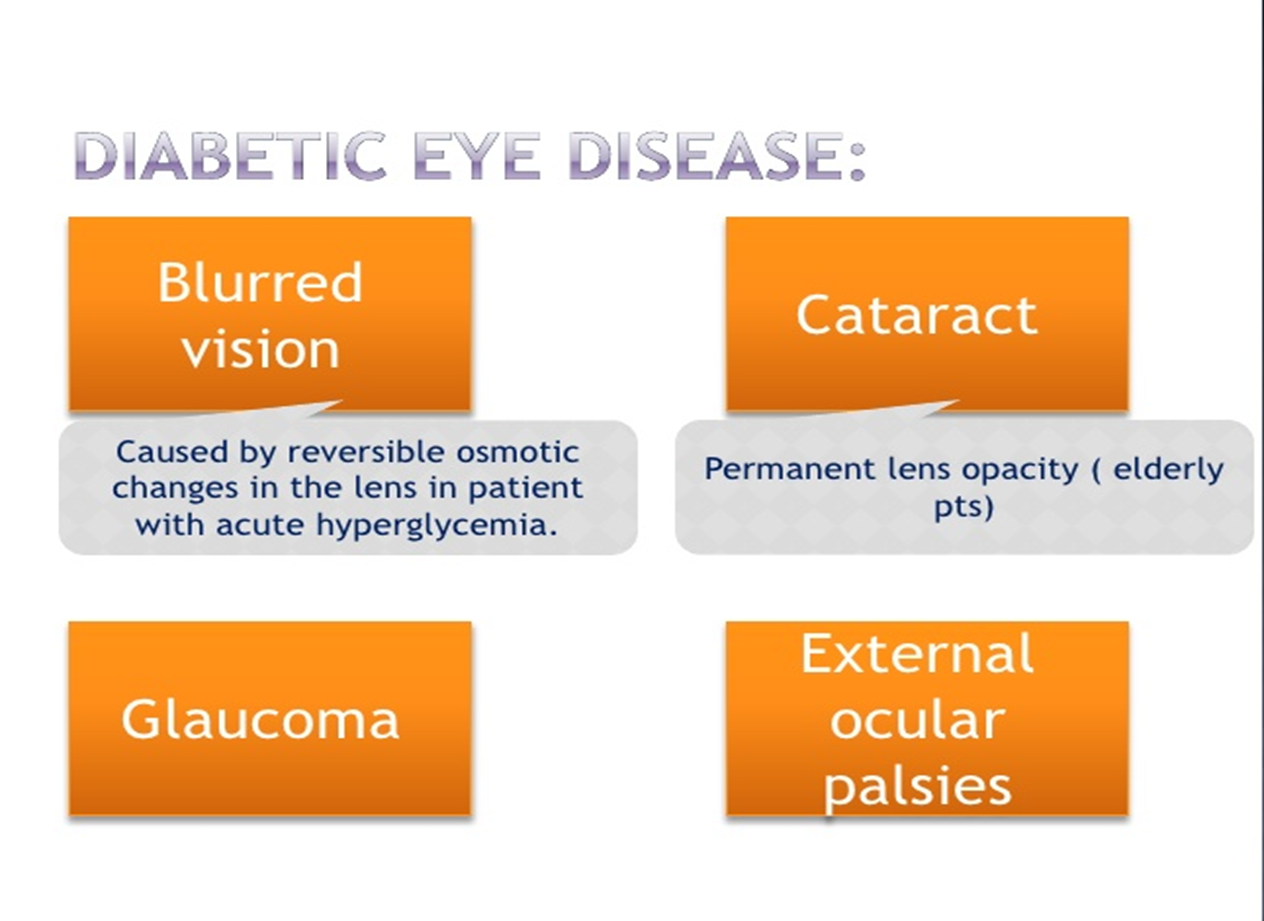 DIABETIC EYE DISEASE:
Blurred
vision
Caused by reversible osmotic
changes in the lens in patient
with acute hyperglycemia.
Cataract
Permanent lens opacity ( elderly
pts)
Glaucoma
External
ocular
palsies